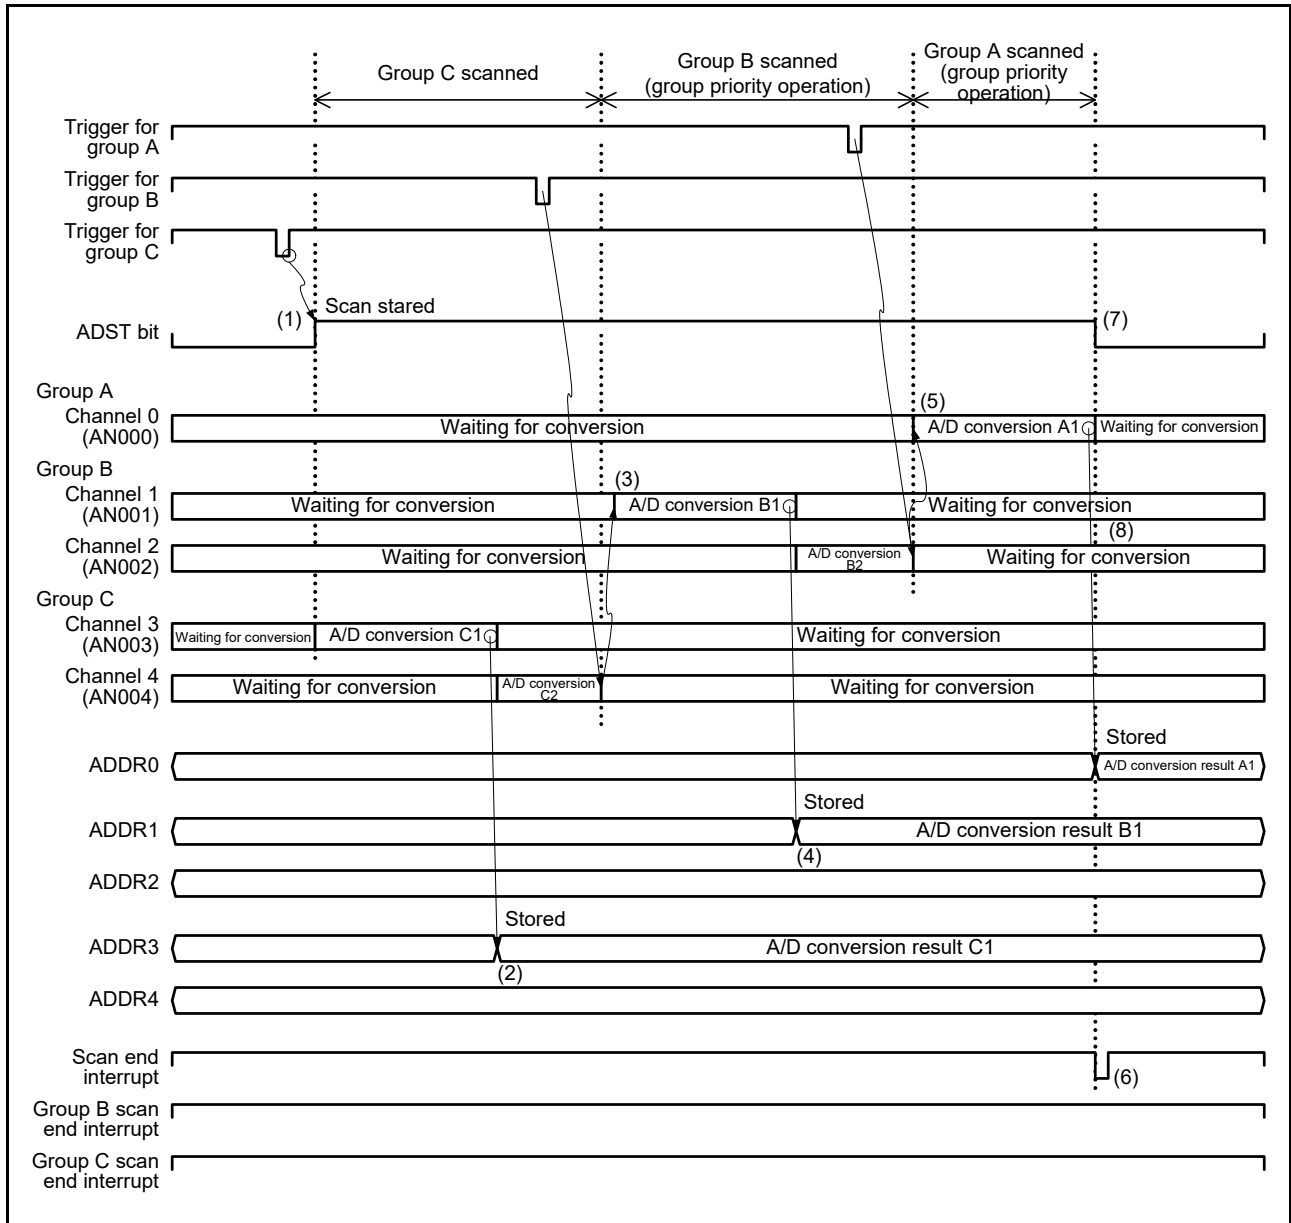 Group C scanned
Group B scanned
(group priority operation)
Group A scanned
(group priority
operation)
Trigger for
group A
Trigger for
group B
Trigger for
group C
Scan stared
(1)
(7)
ADST bit
Group A
Channel 0
(AN000)
Waiting for conversion
(5)
A/D conversion A1
Waiting for conversion
Group B
Channel 1
(AN001)
Waiting for conversion
(3)
A/D conversion B1
Waiting for conversion
(8)
Channel 2
(AN002)
Waiting for conversion
A/D conversion
B2
Waiting for conversion
Group C
Channel 3
(AN003)
Waiting for conversion
A/D conversion C1
Waiting for conversion
Channel 4
(AN004)
Waiting for conversion
A/D conversion
C2
Waiting for conversion
Stored
ADDR0
A/D conversion result A1
Stored
ADDR1
A/D conversion result B1
(4)
ADDR2
Stored
ADDR3
A/D conversion result C1
(2)
ADDR4
Scan end
interrupt
(6)
Group B scan
end interrupt
Group C scan
end interrupt